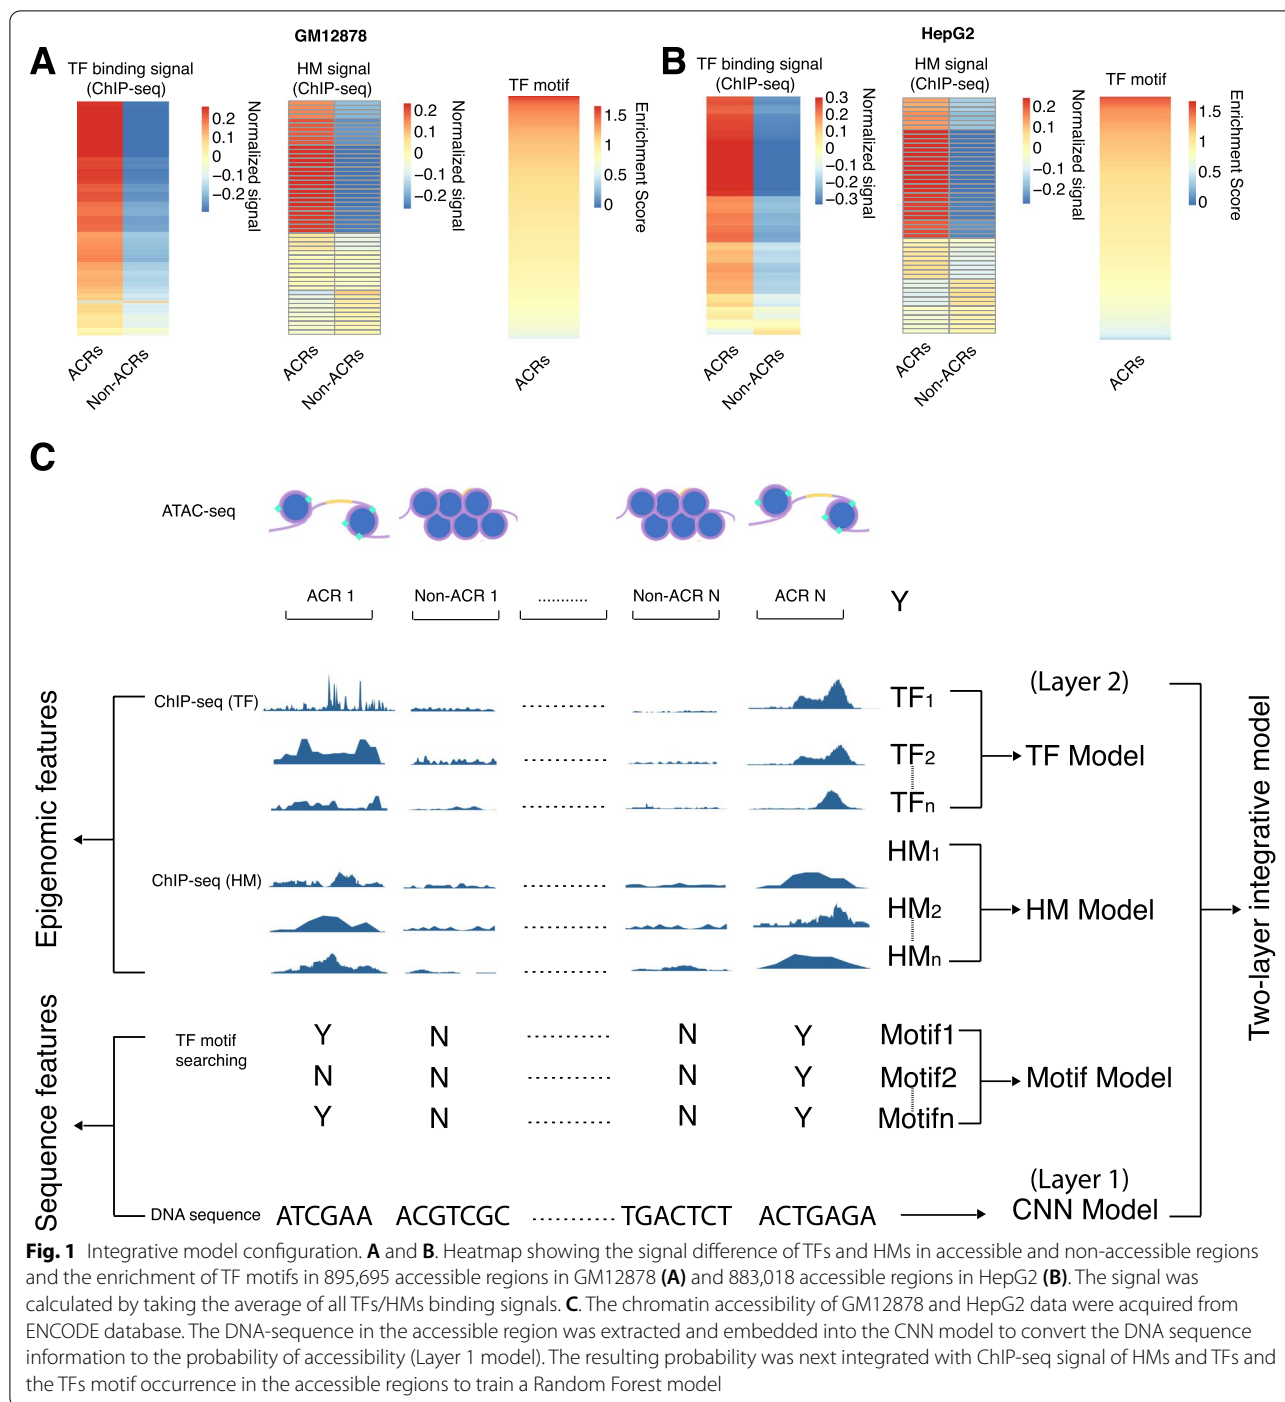 GM12878
A
TF binding signal
(ChIP-seq)
HM signal
(ChIP-seq)
TF motif
0.2
0.1
0
−0.1
−0.2
Normalized signal
0.2
0.1
0
−0.1
−0.2
Normalized signal
1.5
1
0.5
0
Enrichment Score
ACRs
Non-ACRs
ACRs
Non-ACRs
ACRs
HepG2
B
TF binding signal
(ChIP-seq)
HM signal
(ChIP-seq)
TF motif
0.3
0.2
0.1
0
−0.1
−0.2
−0.3
Normalized signal
0.2
0.1
0
−0.1
−0.2
Normalized signal
1.5
1
0.5
0
Enrichment Score
ACRs
Non-ACRs
ACRs
Non-ACRs
ACRs
C
ATAC-seq
ACR 1 Non-ACR 1 ........... Non-ACR N ACR N Y
Epigenomic features
ChIP-seq (TF)
TF1
TF2
TFn
(Layer 2)
TF Model
ChIP-seq (HM)
HM1
HM2
HMn
HM Model
Two-layer integrative model
Sequence features
TF motif
searching
Y N .......... N Y Motif1
N N .......... N Y Motif2
Y N .......... N Y Motifn
Motif Model
(Layer 1)
DNA sequence ATCGAA ACGTCGC .......... TGACTCT ACTGAGA CNN Model
Fig. 1 Integrative model configuration. A and B. Heatmap showing the signal difference of TFs and HMs in accessible and non-accessible regions
and the enrichment of TF motifs in 895,695 accessible regions in GM12878 (A) and 883,018 accessible regions in HepG2 (B). The signal was
calculated by taking the average of all TFs/HMs binding signals. C. The chromatin accessibility of GM12878 and HepG2 data were acquired from
ENCODE database. The DNA-sequence in the accessible region was extracted and embedded into the CNN model to convert the DNA sequence
information to the probability of accessibility (Layer 1 model). The resulting probability was next integrated with ChIP-seq signal of HMs and TFs and
the TFs motif occurrence in the accessible regions to train a Random Forest model